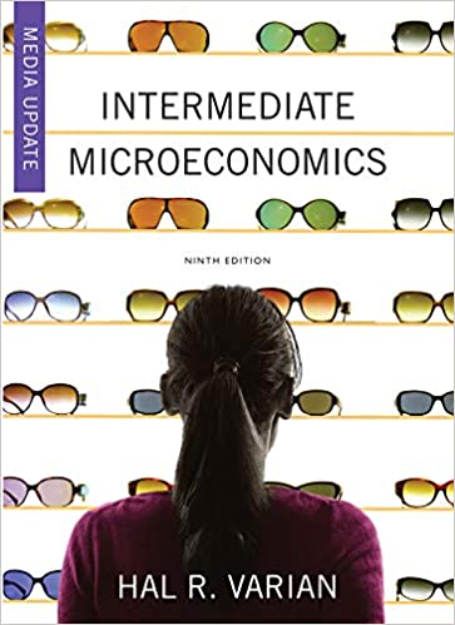 MEDIA UPDATE
INTERMEDIATE
MICROECONOMICS
NINTH EDITION
HAL R. VARIAN